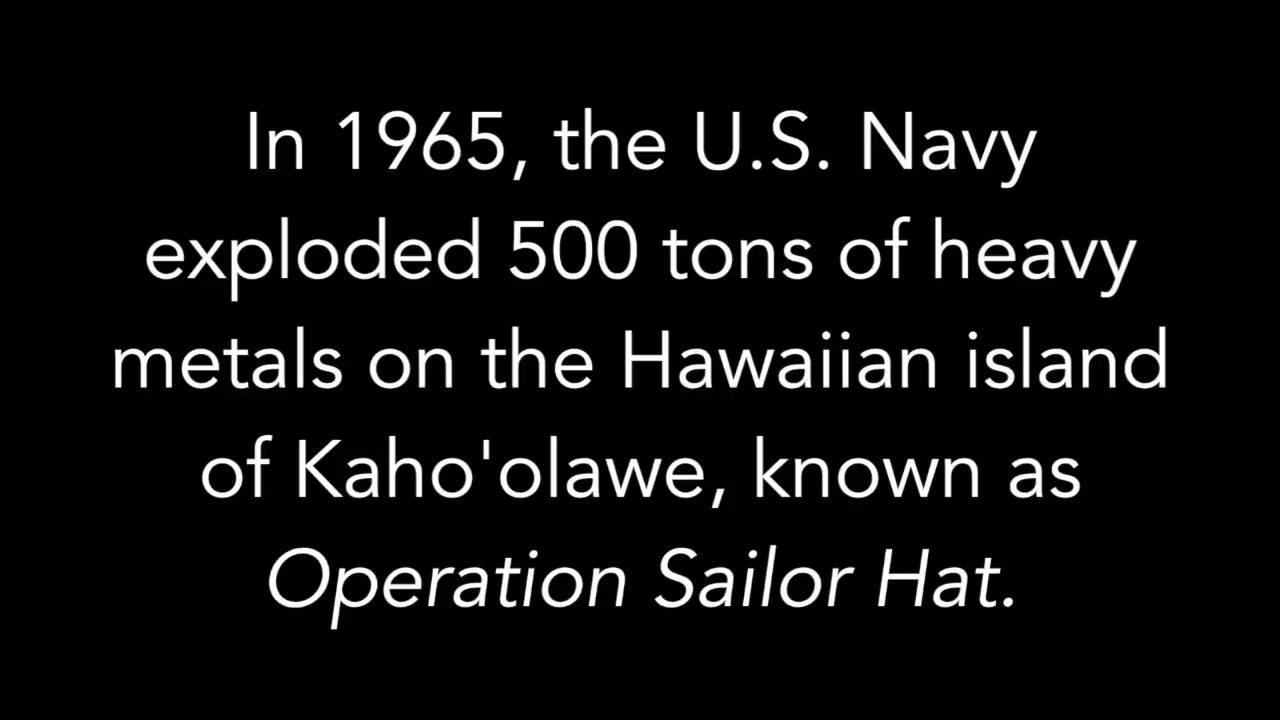 In 1965, the U.S. Navy
exploded 500 tons of heavy
metals on the Hawaiian island
of Kaho'olawe, known as
Operation Sailor Hat.